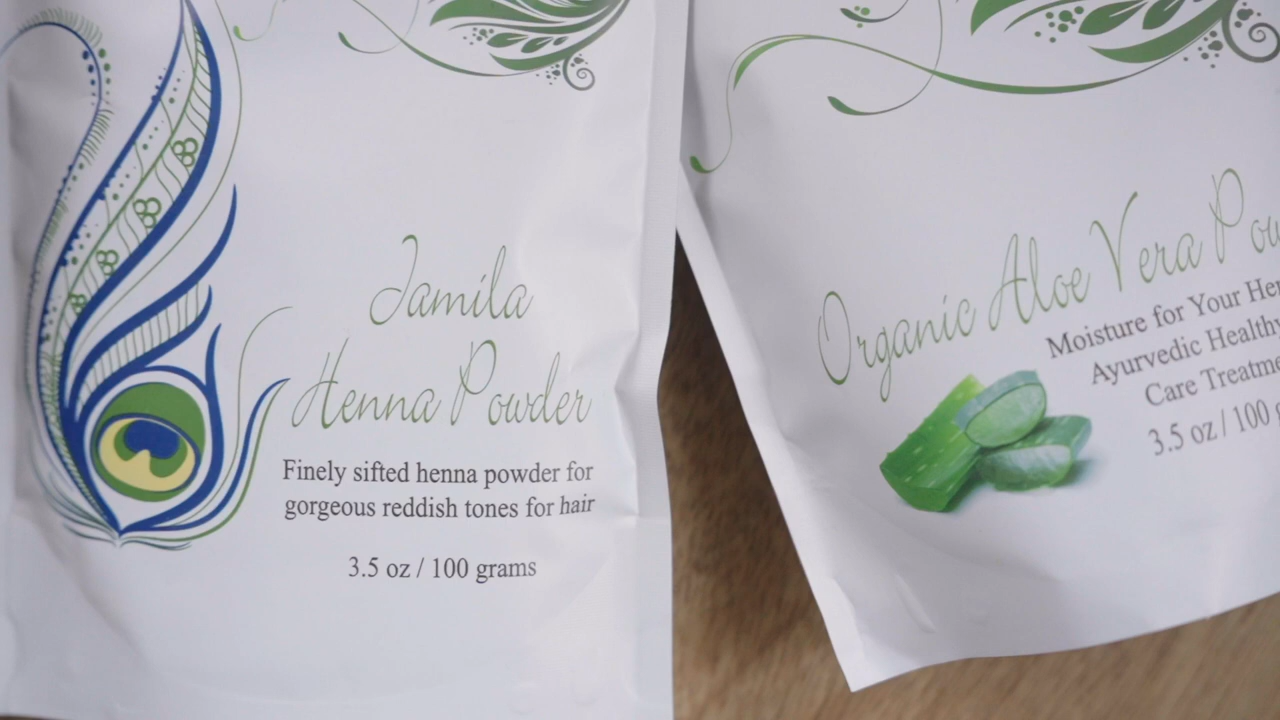 Jamila
Henna Powder
Finely sifted henna powder for
gorgeous reddish tones for hair
3.5 oz / 100 grams
Organic Aloe Vera
Moisture for Your
Ayurvedic Healthy
Care
3.5 oz / 100